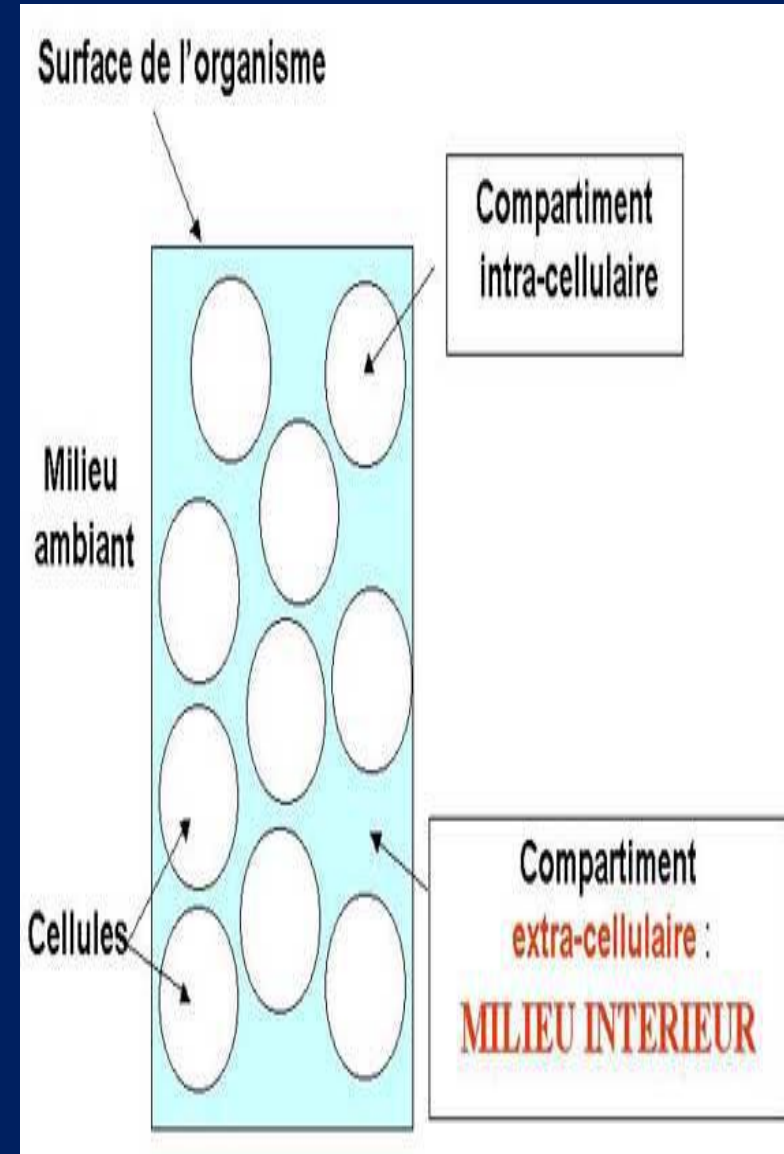 Surface de l'organisme
Compartiment
intra-cellulaire
Milieu
ambiant
Cellules
Compartiment
extra-cellulaire :
MILIEU INTERIEUR